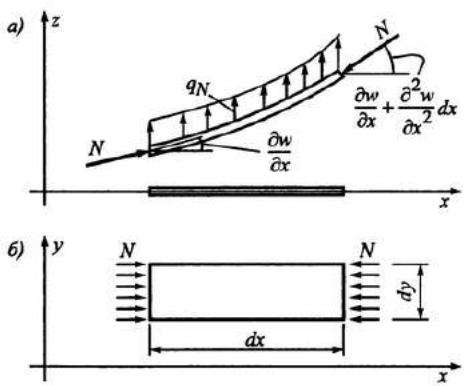 а)
z
N
q_N
N
∂w/∂x
∂w/∂x + ∂²w/∂x² dx
x
б)
y
N
N
dy
dx
x